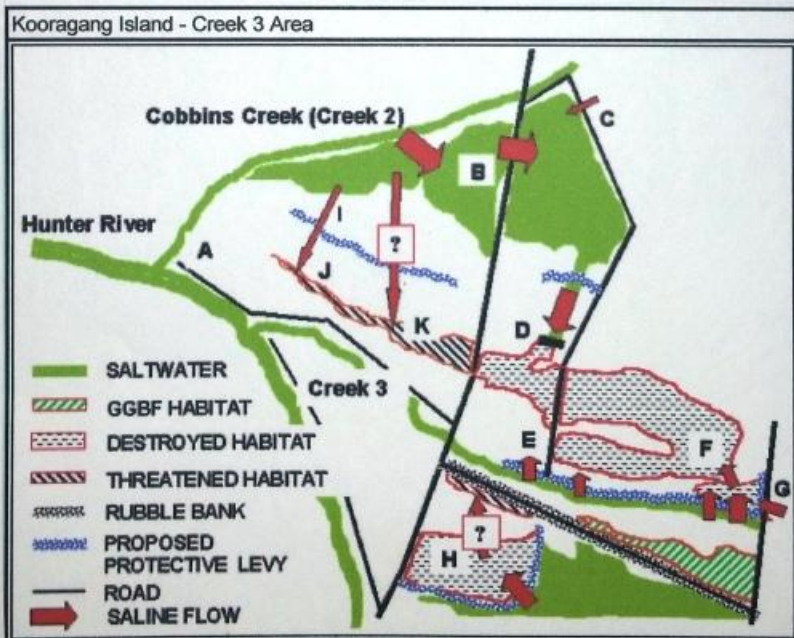 Kooragang Island - Creek 3 Area
Cobbins Creek (Creek 2)
C
B
Hunter River
A
I
?
J
D
K
Creek 3
E
F
G
?
H
SALTWATER
GGBF HABITAT
DESTROYED HABITAT
THREATENED HABITAT
RUBBLE BANK
PROPOSED
PROTECTIVE LEVY
ROAD
SALINE FLOW